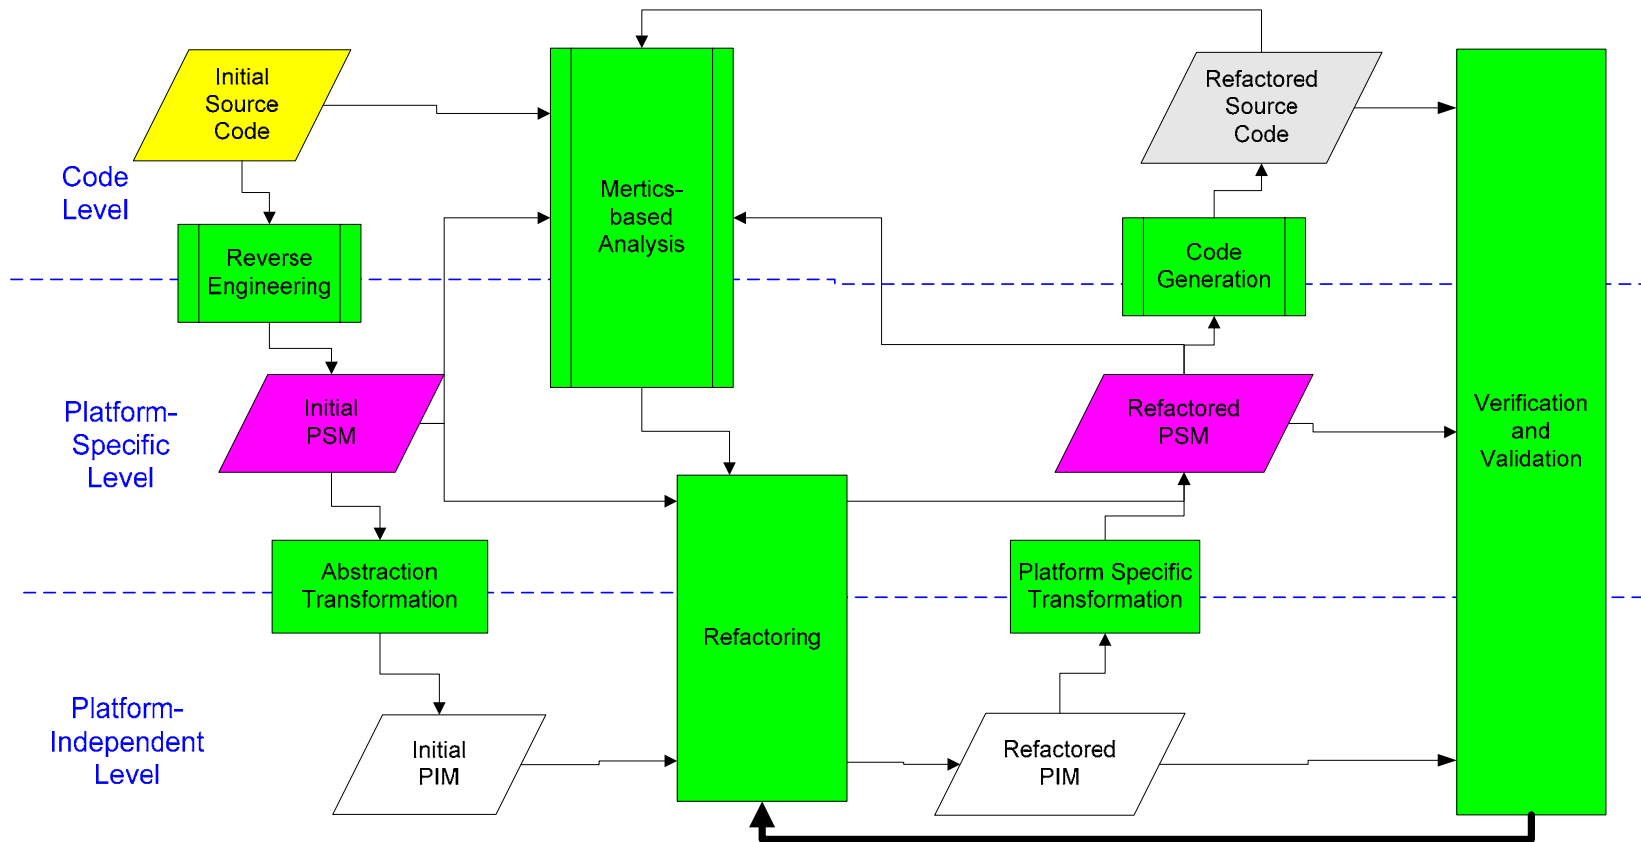 Initial
Source
Code
Refactored
Source
Code
Code
Level
Mertics-
based
Analysis
Reverse
Engineering
Code
Generation
Platform-
Specific
Level
Initial
PSM
Refactored
PSM
Verification
and
Validation
Abstraction
Transformation
Platform Specific
Transformation
Refactoring
Platform-
Independent
Level
Initial
PIM
Refactored
PIM